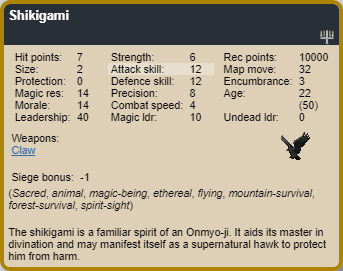 Shikigami
Hit points: 7 Strength: 6 Rec points: 10000
Size: 2 Attack skill: 12 Map move: 32
Protection: 0 Defence skill: 12 Encumbrance: 3
Magic res: 14 Precision: 8 Age: 22
Morale: 14 Combat speed: 4 (50)
Leadership: 40 Magic ldr: 10 Undead ldr: 0
Weapons:
Claw
Siege bonus: -1
(Sacred, animal, magic-being, ethereal, flying, mountain-survival,
forest-survival, spirit-sight)
The shikigami is a familiar spirit of an Onmyo-ji. It aids its master in
divination and may manifest itself as a supernatural hawk to protect
him from harm.